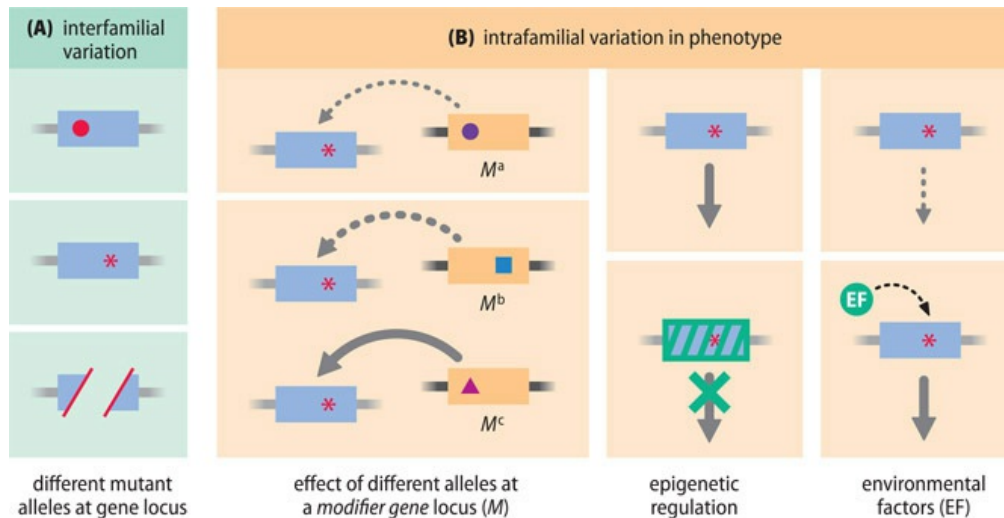 (A) interfamilial
variation
(B) intrafamilial variation in phenotype
Mᵃ
Mᵇ
Mᶜ
EF
different mutant
alleles at gene locus
effect of different alleles at
a modifier gene locus (M)
epigenetic
regulation
environmental
factors (EF)